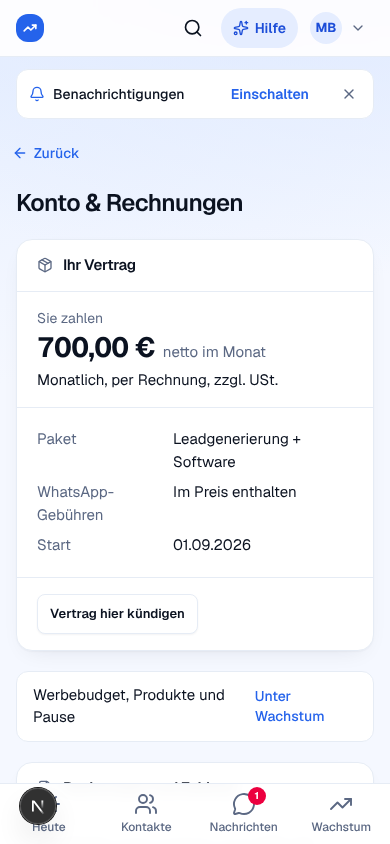 Hilfe
MB
Benachrichtigungen
Einschalten
Zurück
Konto & Rechnungen
Ihr Vertrag
Sie zahlen
700,00 € netto im Monat
Monatlich, per Rechnung, zzgl. USt.
Paket
Leadgenerierung +
Software
WhatsApp-
Gebühren
Im Preis enthalten
Start
01.09.2026
Vertrag hier kündigen
Werbebudget, Produkte und
Pause
Unter
Wachstum
N
1
Heute
Kontakte
Nachrichten
Wachstum